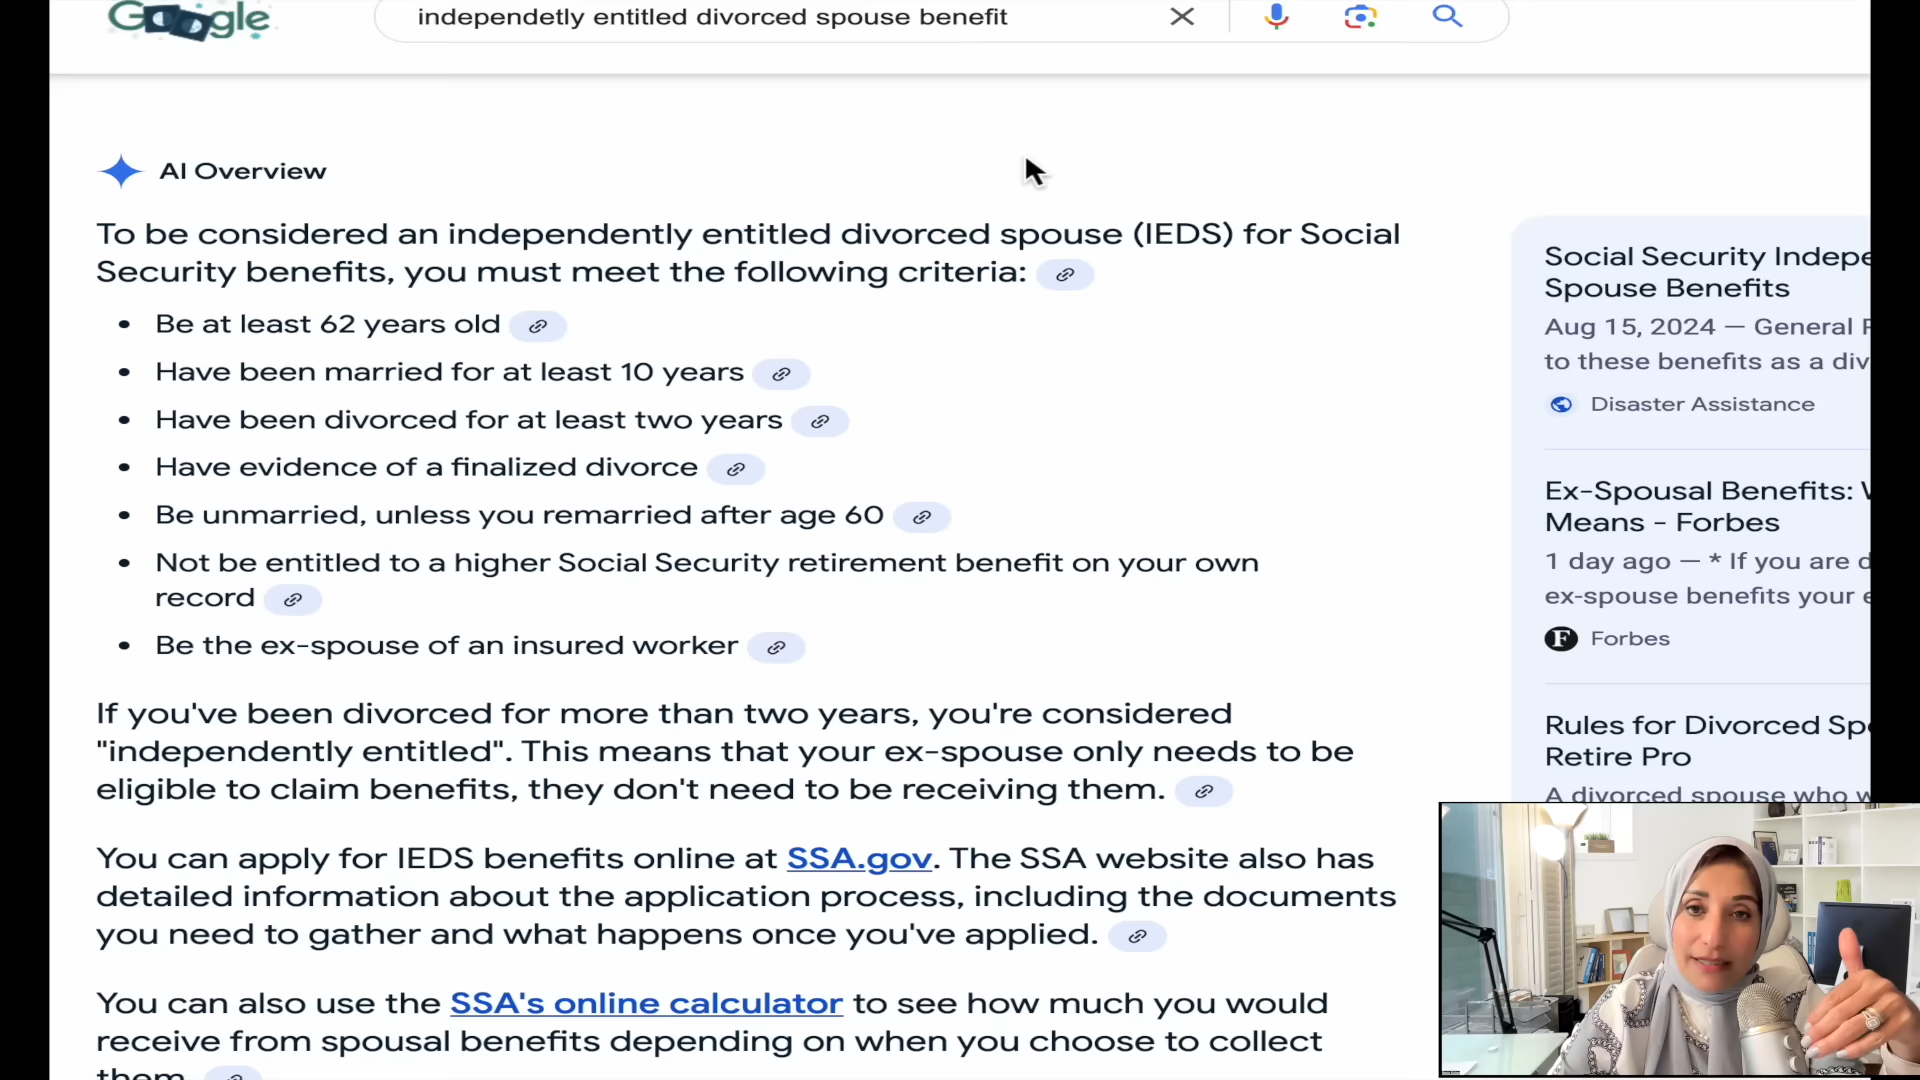 Google
independetly entitled divorced spouse benefit
AI Overview
To be considered an independently entitled divorced spouse (IEDS) for Social
Security benefits, you must meet the following criteria:
• Be at least 62 years old
• Have been married for at least 10 years
• Have been divorced for at least two years
• Have evidence of a finalized divorce
• Be unmarried, unless you remarried after age 60
• Not be entitled to a higher Social Security retirement benefit on your own
record
• Be the ex-spouse of an insured worker
If you've been divorced for more than two years, you're considered
"independently entitled". This means that your ex-spouse only needs to be
eligible to claim benefits, they don't need to be receiving them.
You can apply for IEDS benefits online at SSA.gov. The SSA website also has
detailed information about the application process, including the documents
you need to gather and what happens once you've applied.
You can also use the SSA's online calculator to see how much you would
receive from spousal benefits depending on when you choose to collect
them
Social Security Indepe
Spouse Benefits
Aug 15, 2024 — General
to these benefits as a div
Disaster Assistance
Ex-Spousal Benefits:
Means - Forbes
1 day ago — * If you are d
ex-spouse benefits your e
F Forbes
Rules for Divorced Spo
Retire Pro
A divorced spouse who w